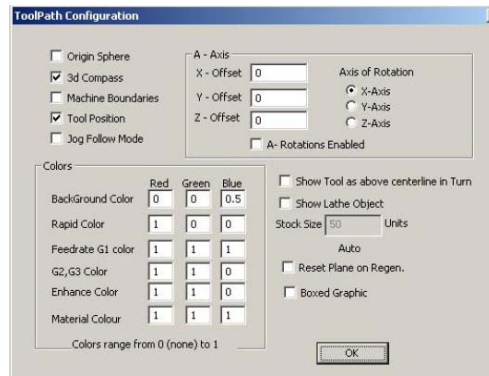 ToolPath Configuration
Origin Sphere
3d Compass
Machine Boundaries
Tool Position
Jog Follow Mode
A - Axis
X - Offset 0
Y - Offset 0
Z - Offset 0
Axis of Rotation
X-Axis
Y-Axis
Z-Axis
A- Rotations Enabled
Colors
Red Green Blue
BackGround Color 0 0 0.5
Rapid Color 1 0 0
Feedrate G1 color 1 1 1
G2,G3 Color 1 1 0
Enhance Color 1 1 0
Material Colour 1 1 1
Colors range from 0 (none) to 1
Show Tool as above centerline in Turn
Show Lathe Object
Stock Size 50 Units
Auto
Reset Plane on Regen.
Boxed Graphic
OK